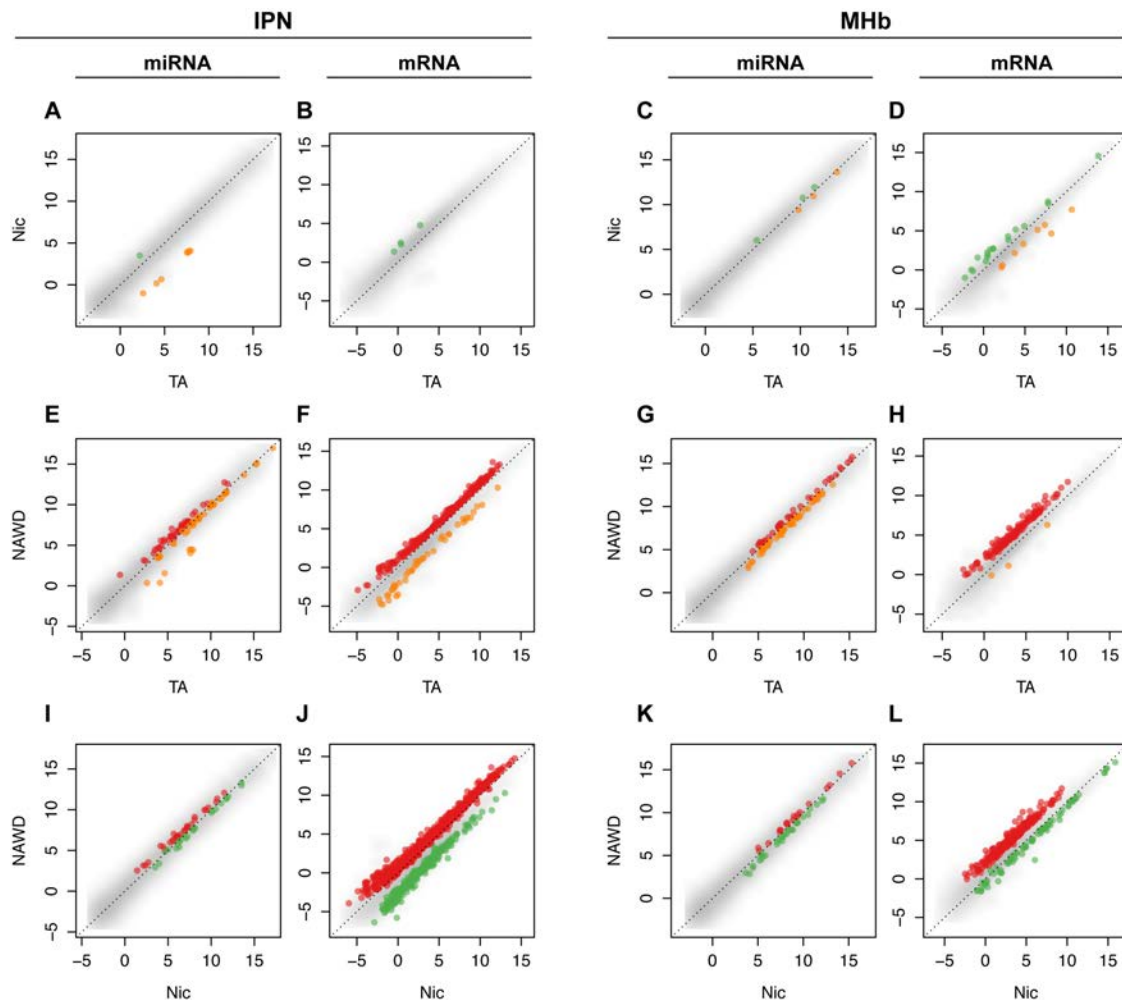 IPN MHb
miRNA mRNA miRNA mRNA
A B C D
15 15 15 15
10 10 10 10
Nic 5 5 5 5
0 0 0 0
−5 −5
0 5 10 15 −5 0 5 10 15 0 5 10 15 −5 0 5 10 15
TA TA TA TA
E F G H
15 15 15 15
10 10 10 10
NAWD 5 5 NAWD 5 5
0 0 0 0
−5 −5 −5
−5 0 5 10 15 −5 0 5 10 15 0 5 10 15 −5 0 5 10 15
TA TA TA TA
I J K L
15 15 15 15
10 10 10 10
NAWD 5 5 NAWD 5 5
0 0 0 0
−5 −5 −5
−5 0 5 10 15 −5 0 5 10 15 0 5 10 15 −5 0 5 10 15
Nic Nic Nic Nic